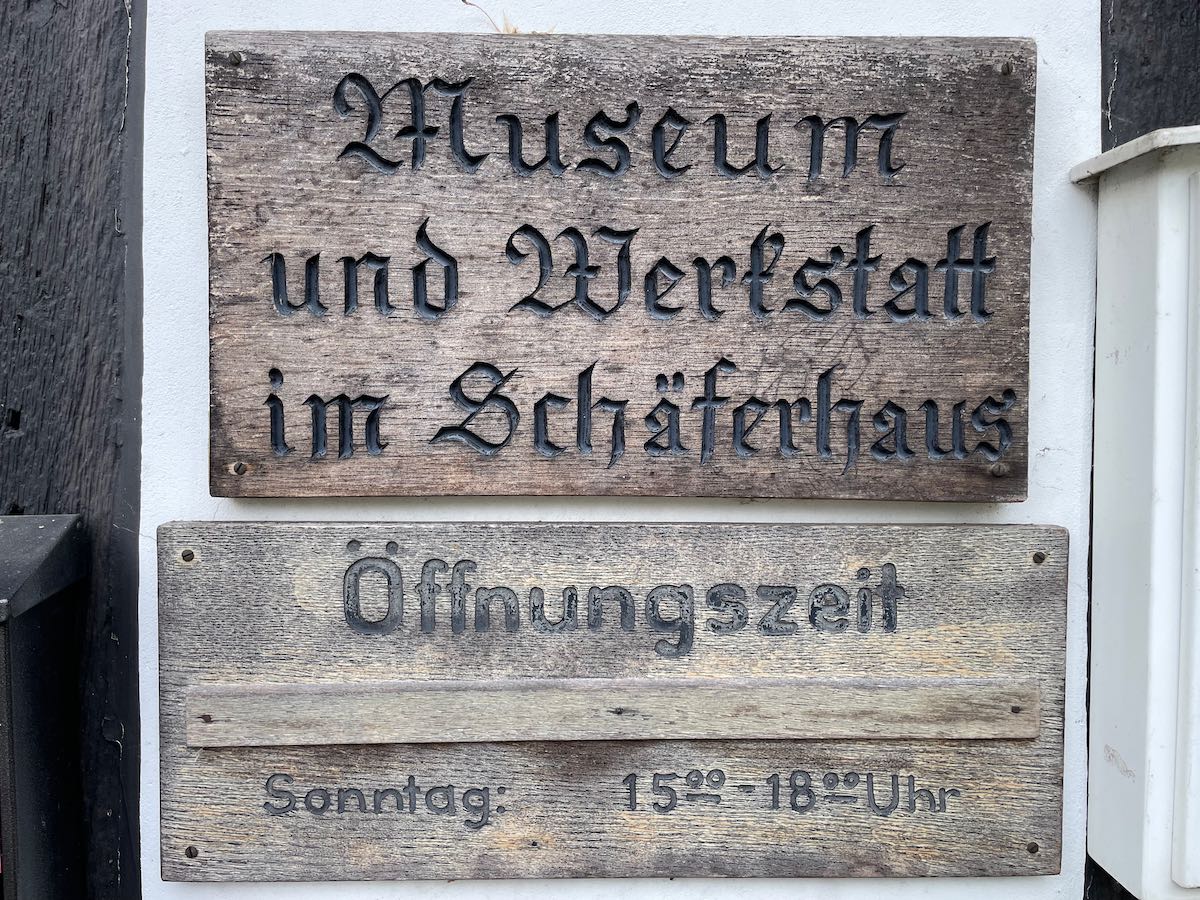 Museum
und Werkstatt
im Schäferhaus
Öffnungszeit
Sonntag: 15⁰⁰ - 18⁰⁰ Uhr